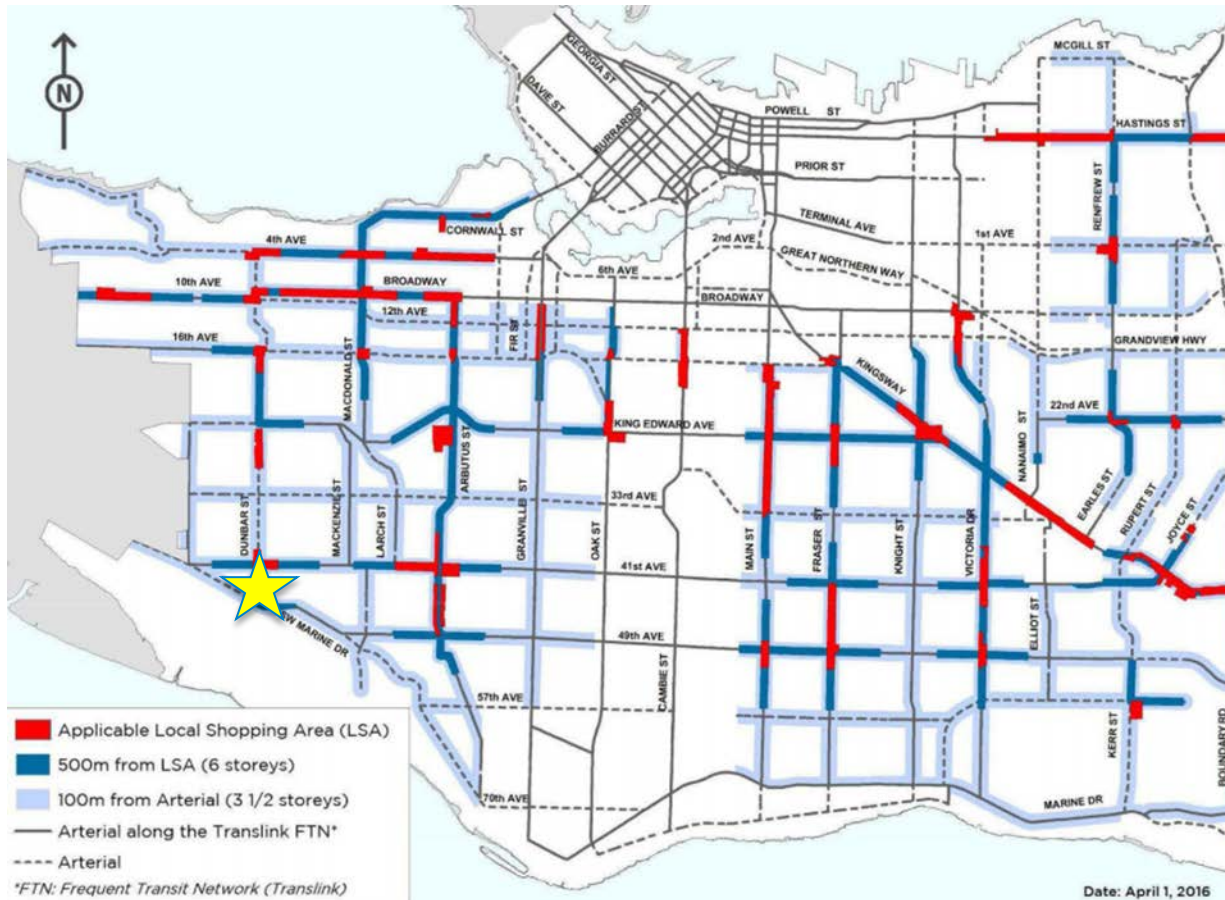 N
GEORGIA ST
DAVIE ST
BURRARD ST
MCGILL ST
POWELL ST
HASTINGS ST
PRIOR ST
RENFREW ST
TERMINAL AVE
1st AVE
CORNWALL ST
4th AVE
2nd AVE
GREAT NORTHERN WAY
6th AVE
10th AVE
BROADWAY
BROADWAY
12th AVE
FIR ST
16th AVE
GRANDVIEW HWY
MACDONALD ST
KINGSWAY
22nd AVE
KING EDWARD AVE
NANAIMO ST
ARBUTUS ST
33rd AVE
EARLES ST
RUPERT ST
JOYCE ST
DUNBAR ST
MACKENZIE ST
LARCH ST
GRANVILLE ST
OAK ST
MAIN ST
FRASER ST
KNIGHT ST
VICTORIA DR
41st AVE
ELLIOT ST
EW MARINE DR
49th AVE
CAMBIE ST
57th AVE
KERR ST
BOUNDARY RD
70th AVE
MARINE DR
Applicable Local Shopping Area (LSA)
500m from LSA (6 storeys)
100m from Arterial (3 1/2 storeys)
Arterial along the Translink FTN*
Arterial
*FTN: Frequent Transit Network (Translink)
Date: April 1, 2016